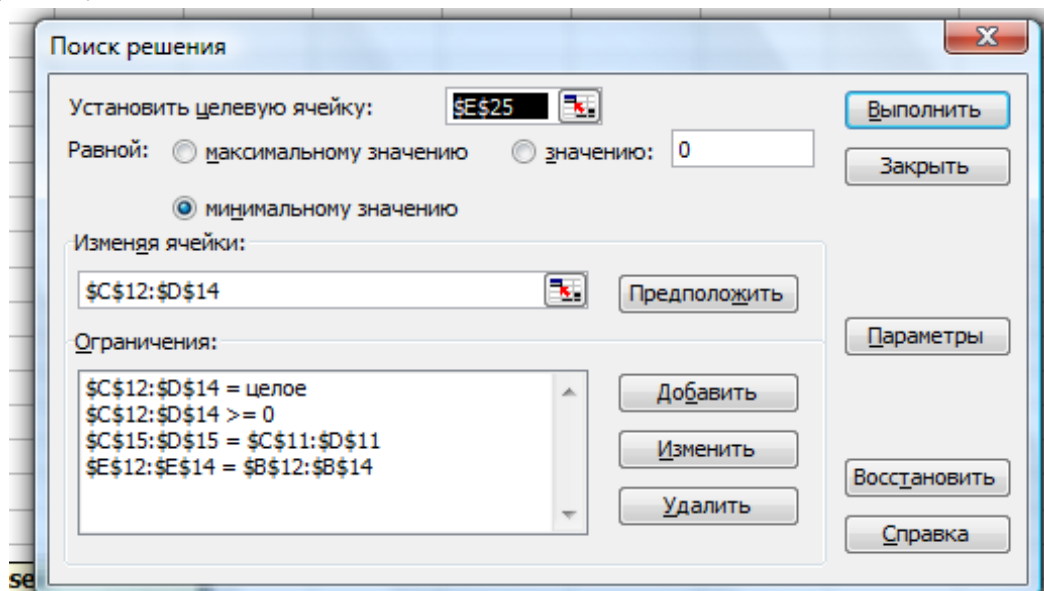 Поиск решения
Установить целевую ячейку: $E$25
Выполнить
Равной: максимальному значению значению: 0
Закрыть
минимальному значению
Изменяя ячейки:
$C$12:$D$14
Предположить
Параметры
Ограничения:
$C$12:$D$14 = целое
$C$12:$D$14 >= 0
$C$15:$D$15 = $C$11:$D$11
$E$12:$E$14 = $B$12:$B$14
Добавить
Изменить
Удалить
Восстановить
Справка
se